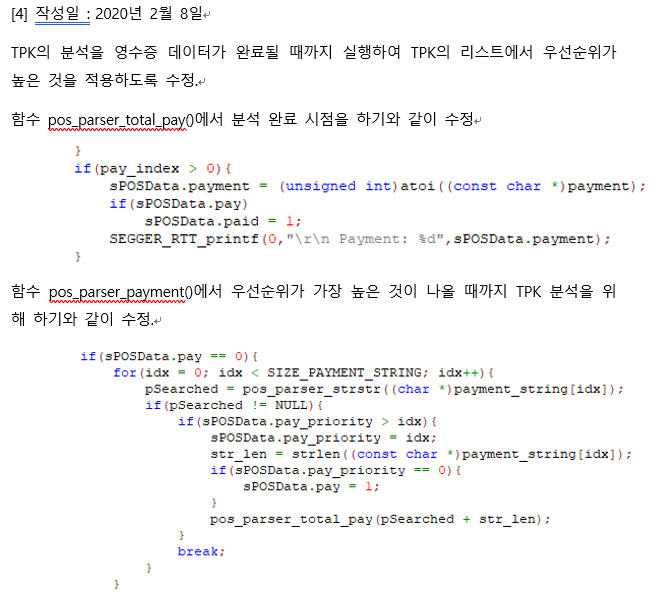 [4] 작성일 : 2020년 2월 8일
TPK의 분석을 영수증 데이터가 완료될 때까지 실행하여 TPK의 리스트에서 우선순위가
높은 것을 적용하도록 수정.
함수 pos_parser_total_pay()에서 분석 완료 시점을 하기와 같이 수정
}
if(pay_index > 0){
sPOSData.payment = (unsigned int)atoi((const char *)payment);
if(sPOSData.pay)
sPOSData.paid = 1;
SEGGER_RTT_printf(0,"\r\n Payment: %d",sPOSData.payment);
}
함수 pos_parser_payment()에서 우선순위가 가장 높은 것이 나올 때까지 TPK 분석을 위
해 하기와 같이 수정.
if(sPOSData.pay == 0){
for(idx = 0; idx < SIZE_PAYMENT_STRING; idx++){
pSearched = pos_parser_strstr((char *)payment_string[idx]);
if(pSearched != NULL){
if(sPOSData.pay_priority > idx){
sPOSData.pay_priority = idx;
str_len = strlen((const char *)payment_string[idx]);
if(sPOSData.pay_priority == 0){
sPOSData.pay = 1;
}
pos_parser_total_pay(pSearched + str_len);
}
break;
}
}